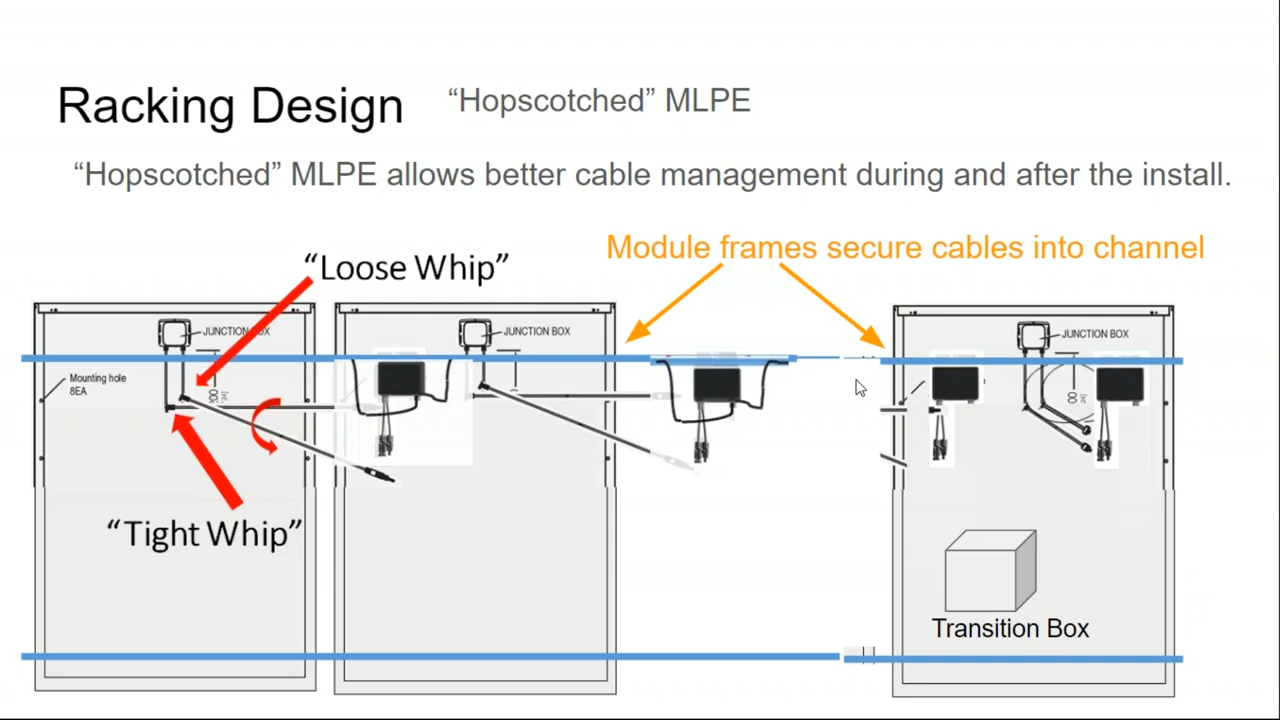 Racking Design
“Hopscotched” MLPE
“Hopscotched” MLPE allows better cable management during and after the install.
Module frames secure cables into channel
“Loose Whip”
JUNCTION BOX
JUNCTION BOX
JUNCTION BOX
Mounting hole
8EA
“Tight Whip”
Transition Box